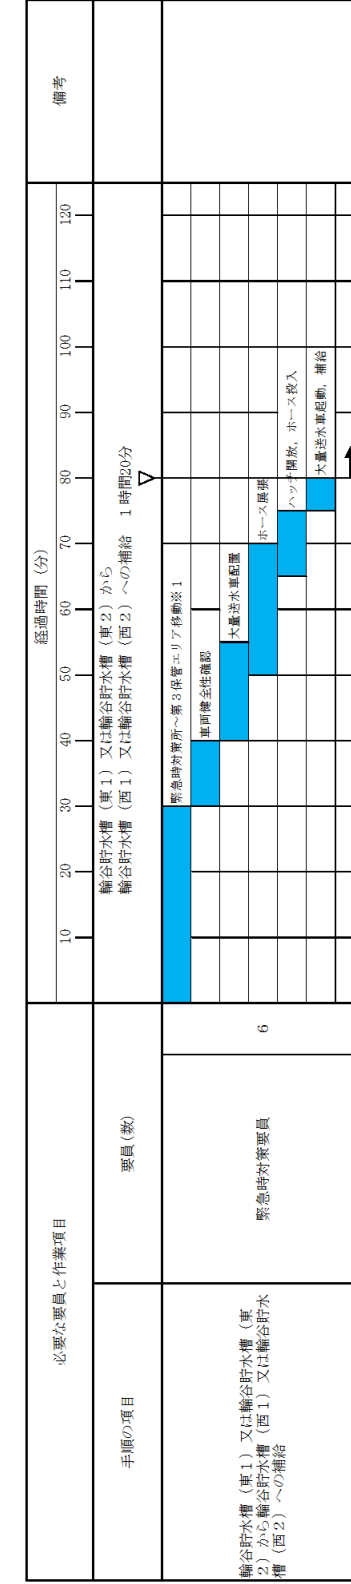 必要な要員と作業項目
経過時間（分）
備考
10 20 30 40 50 60 70 80 90 100 110 120
手順の項目
要員(数)
輪谷貯水槽（東１）又は輪谷貯水槽（東２）から
輪谷貯水槽（西１）又は輪谷貯水槽（西２）への補給　１時間20分
輪谷貯水槽（東１）又は輪谷貯水槽（東
２）から輪谷貯水槽（西１）又は輪谷貯水
槽（西２）への補給
緊急時対策要員
6
緊急時対策所～第３保管エリア移動※１
車両健全性確認
大量送水車配置
ホース展張
ハッチ開放，ホース投入
大量送水車起動，補給